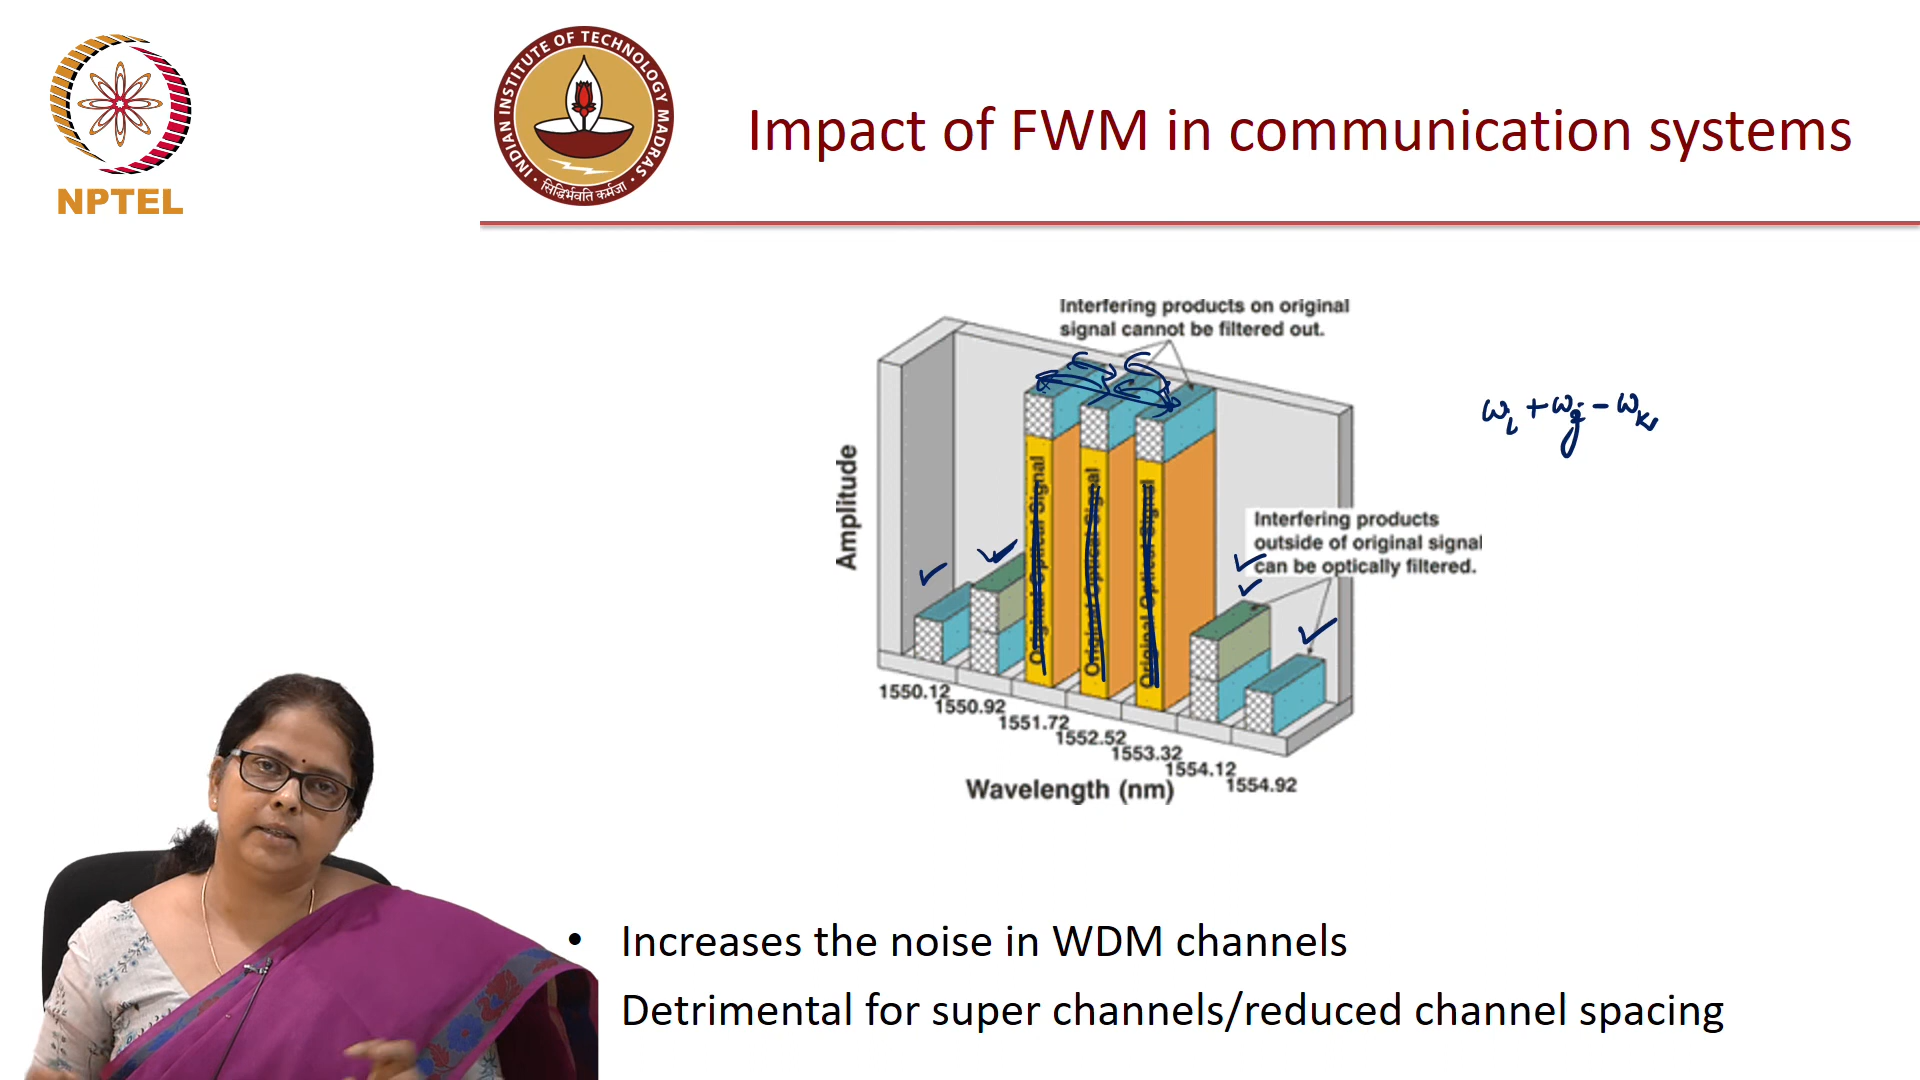 NPTEL
INDIAN INSTITUTE OF TECHNOLOGY MADRAS
सिद्धिर्भवति कर्मजा
Impact of FWM in communication systems
Interfering products on original
signal cannot be filtered out.
ω_i + ω_j - ω_k
Amplitude
Original Optical Signal
Original Optical Signal
Original Optical Signal
Interfering products
outside of original signal
can be optically filtered.
1550.12
1550.92
1551.72
1552.52
1553.32
1554.12
1554.92
Wavelength (nm)
• Increases the noise in WDM channels
Detrimental for super channels/reduced channel spacing